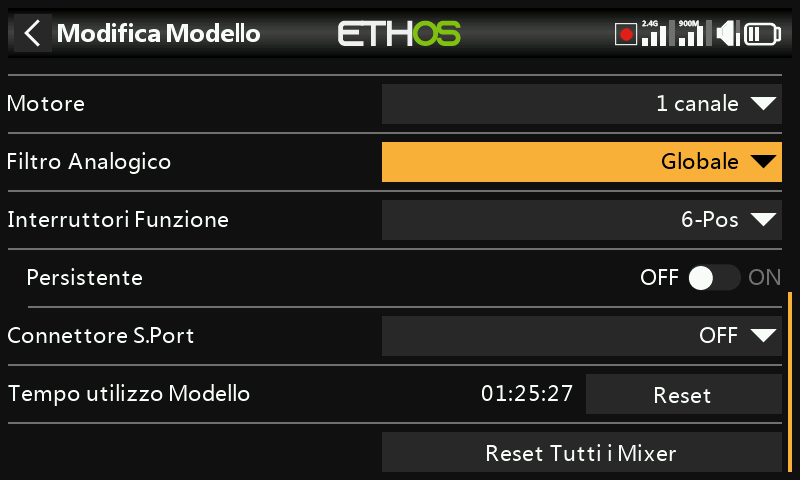 Modifica Modello ETHOS 2.4G 900M
Motore 1 canale
Filtro Analogico Globale
Interruttori Funzione 6-Pos
Persistente OFF ON
Connettore S.Port OFF
Tempo utilizzo Modello 01:25:27 Reset
Reset Tutti i Mixer